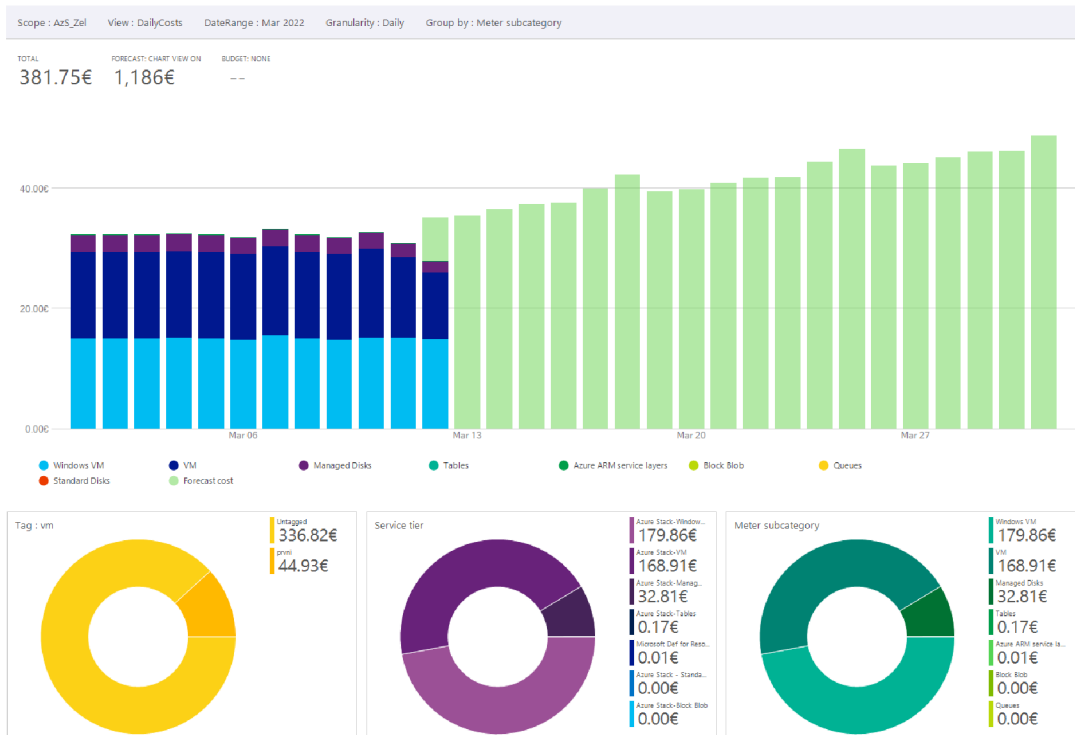 Scope : AzS_Zel View : DailyCosts DateRange : Mar 2022 Granularity : Daily Group by : Meter subcategory
TOTAL FORECAST: CHART VIEW ON BUDGET: NONE
381.75€ 1,186€ --
40.00€
20.00€
0.00€
Mar 06 Mar 13 Mar 20 Mar 27
Windows VM VM Managed Disks Tables Azure ARM service layers Block Blob Queues
Standard Disks Forecast cost
Tag : vm
Untagged
336.82€
44.93€
Service tier
Azure Stack-Window...
179.86€
Azure Stack-VM
168.91€
Azure Stack-Manag...
32.81€
Azure Stack-Tables
0.17€
Microsoft Def for Reso...
0.01€
Azure Stack - Standa...
0.00€
Azure Stack-Block Blob
0.00€
Meter subcategory
Windows VM
179.86€
VM
168.91€
Managed Disks
32.81€
Tables
0.17€
Azure ARM service la...
0.01€
Block Blob
0.00€
Queues
0.00€